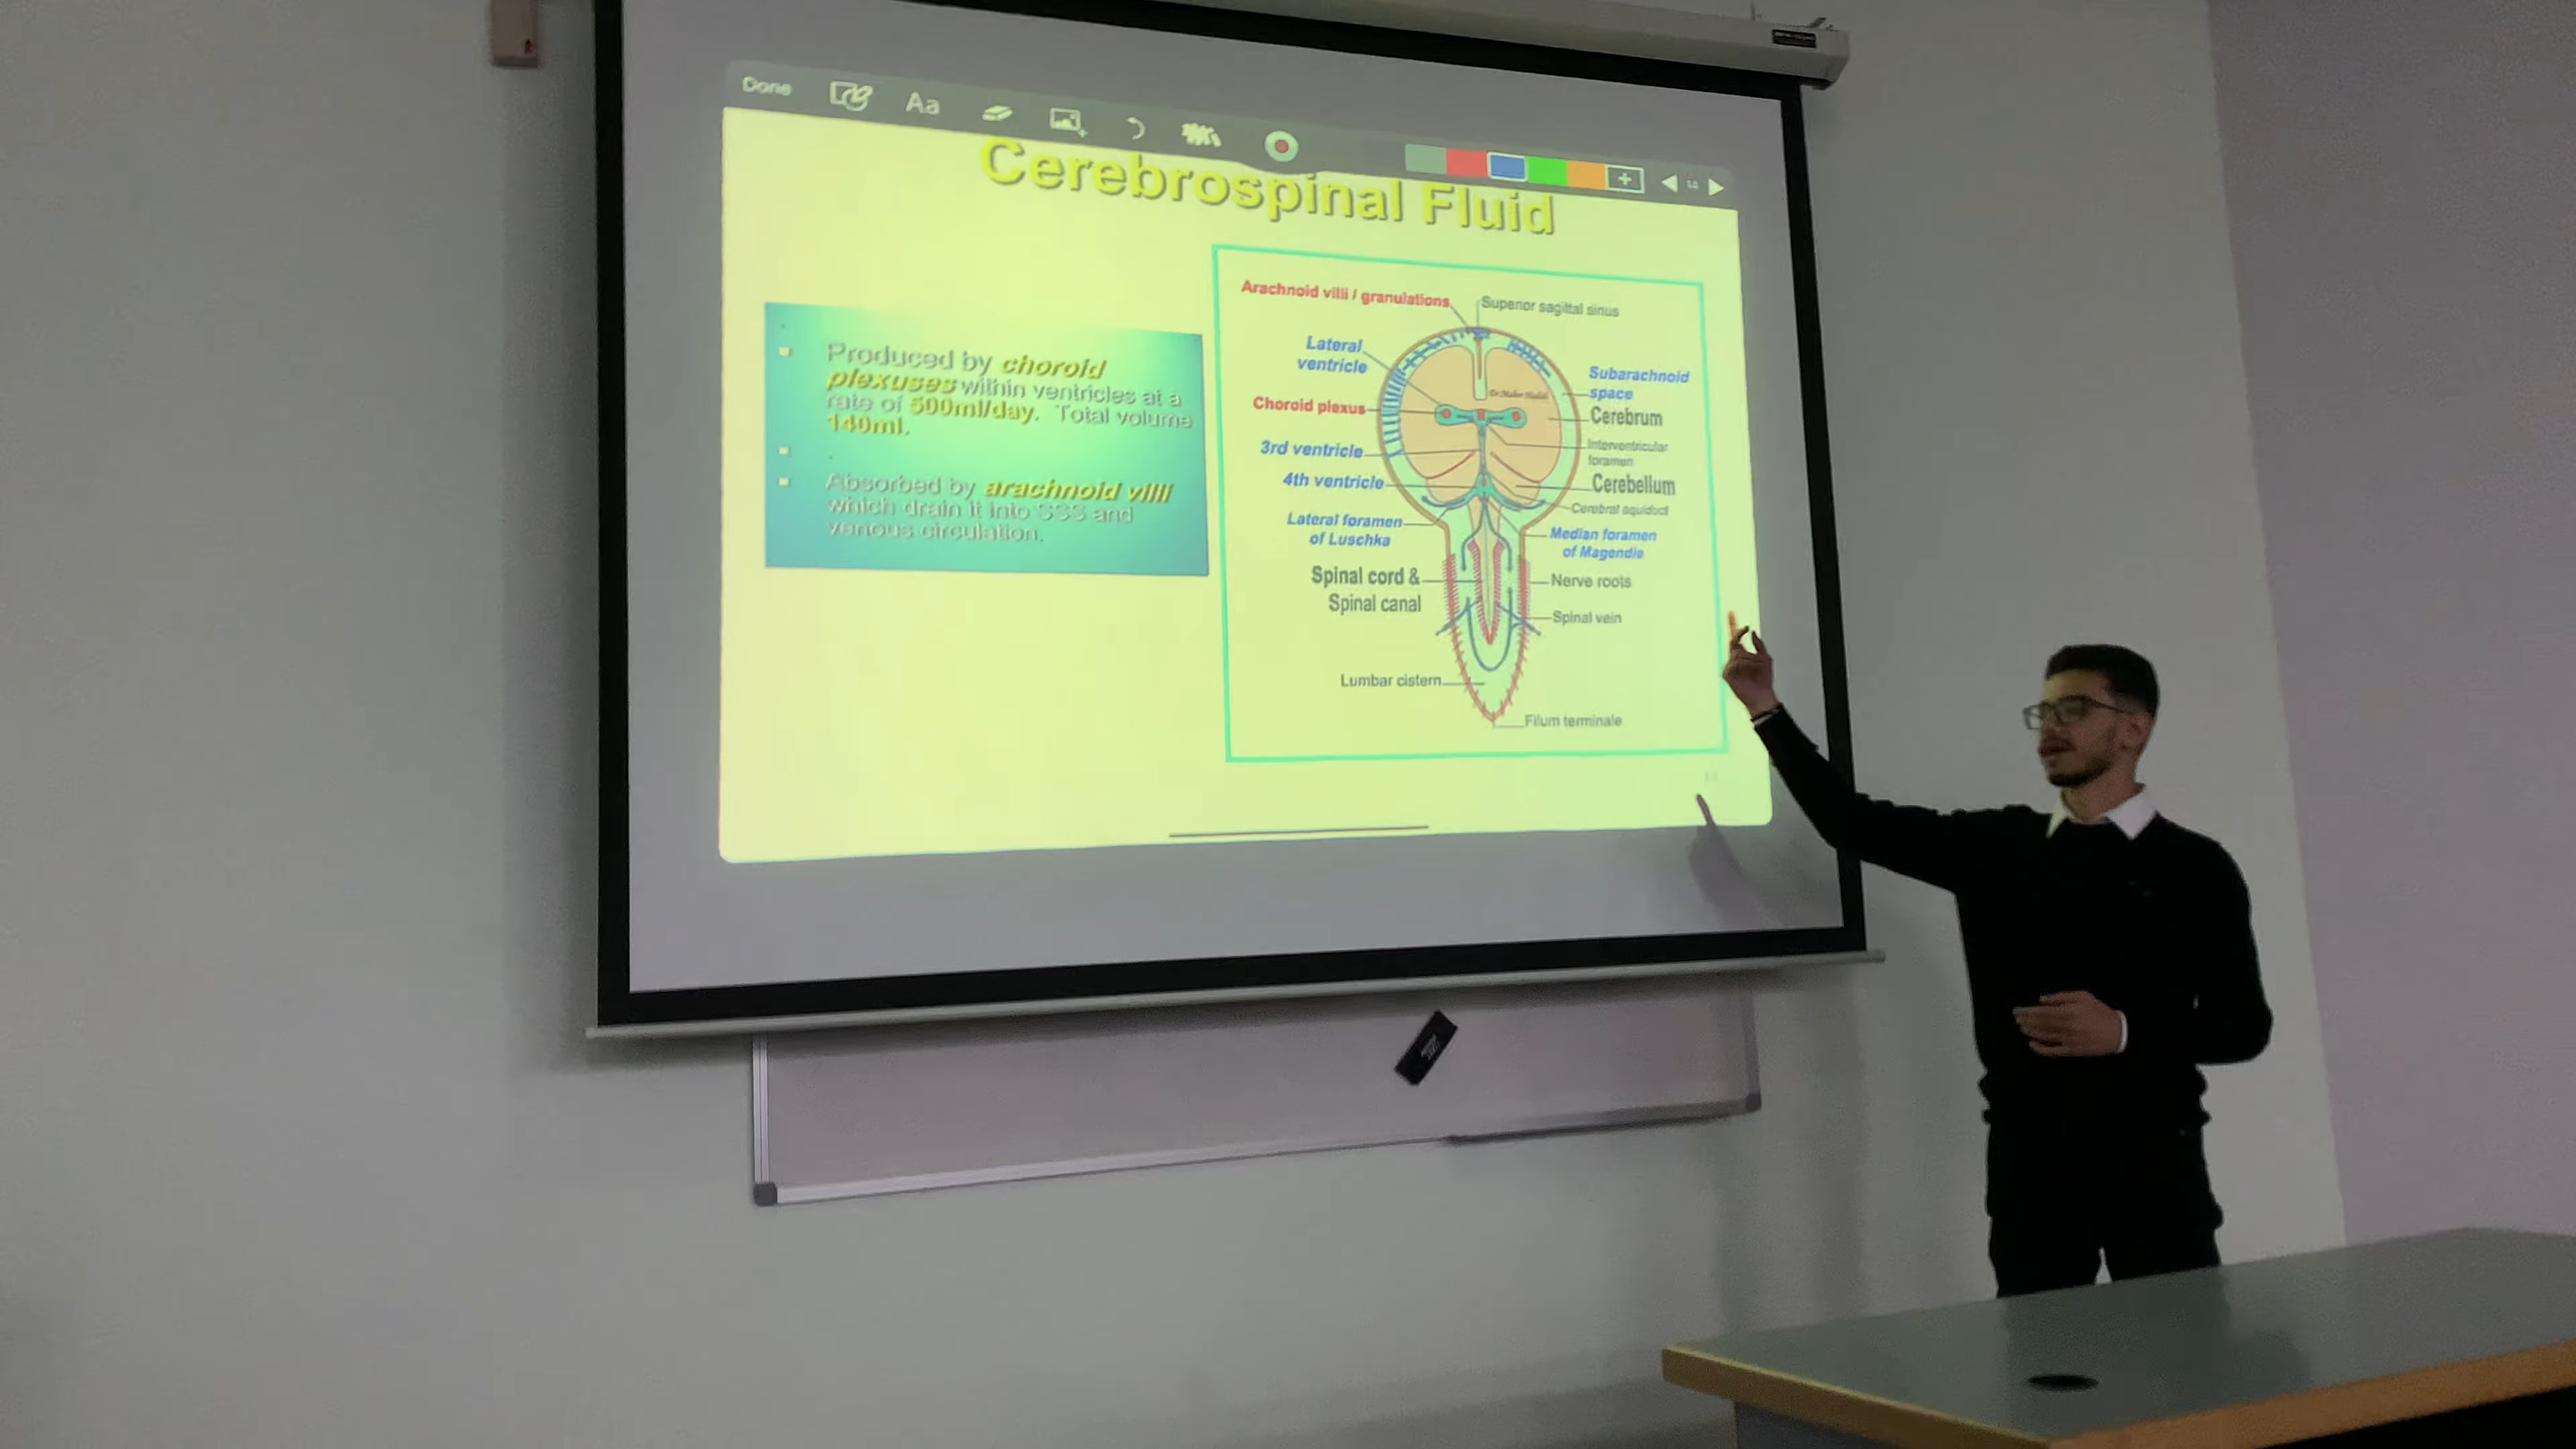 Done
Aa
Cerebrospinal Fluid
Produced by choroid
plexuses within ventricles at a
rate of 500ml/day. Total volume
140ml.
.
Absorbed by arachnoid villi
which drain it into SSS and
venous circulation.
Arachnoid villi / granulations
Superior sagittal sinus
Lateral
ventricle
Subarachnoid
space
Choroid plexus
Cerebrum
3rd ventricle
Interventricular
foramen
4th ventricle
Cerebellum
Cerebral aquiduct
Lateral foramen
of Luschka
Median foramen
of Magendie
Spinal cord &
Spinal canal
Nerve roots
Spinal vein
Lumbar cistern
Filum terminale